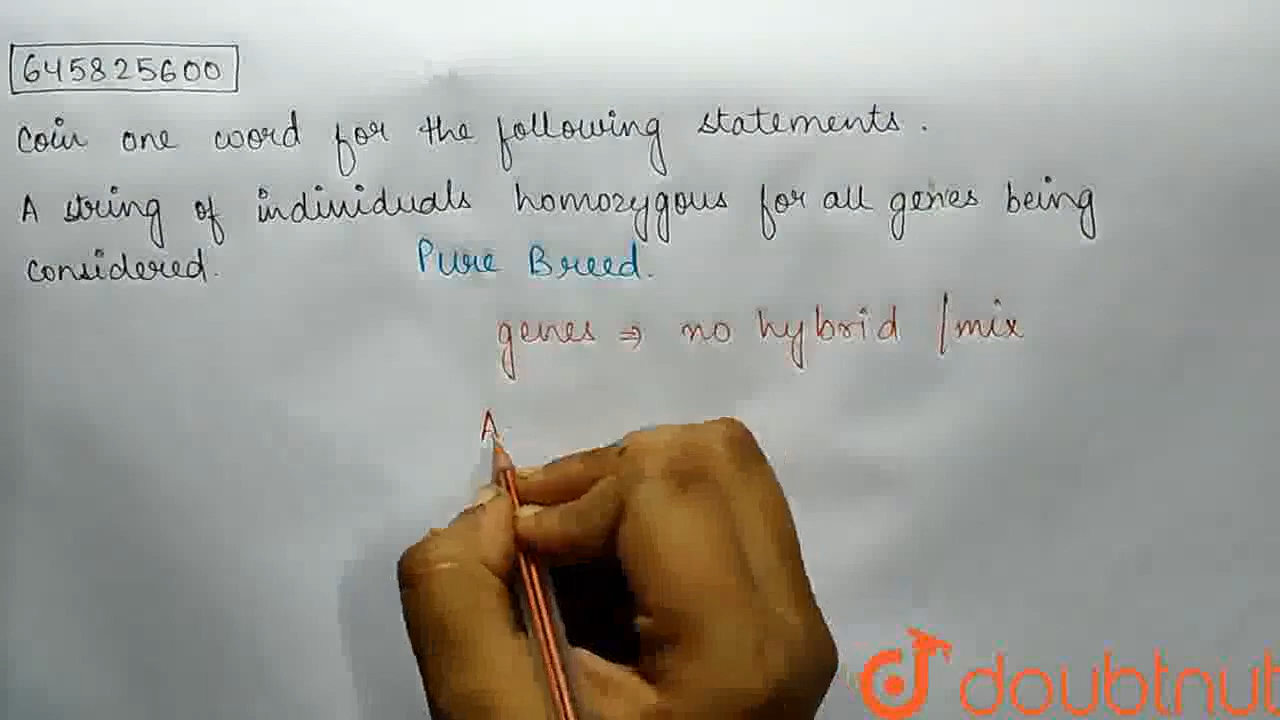 645825600
Coin one word for the following statements.
A string of individuals homozygous for all genes being
considered. Pure Breed.
genes ⇒ no hybrid / mix
A
doubtnut